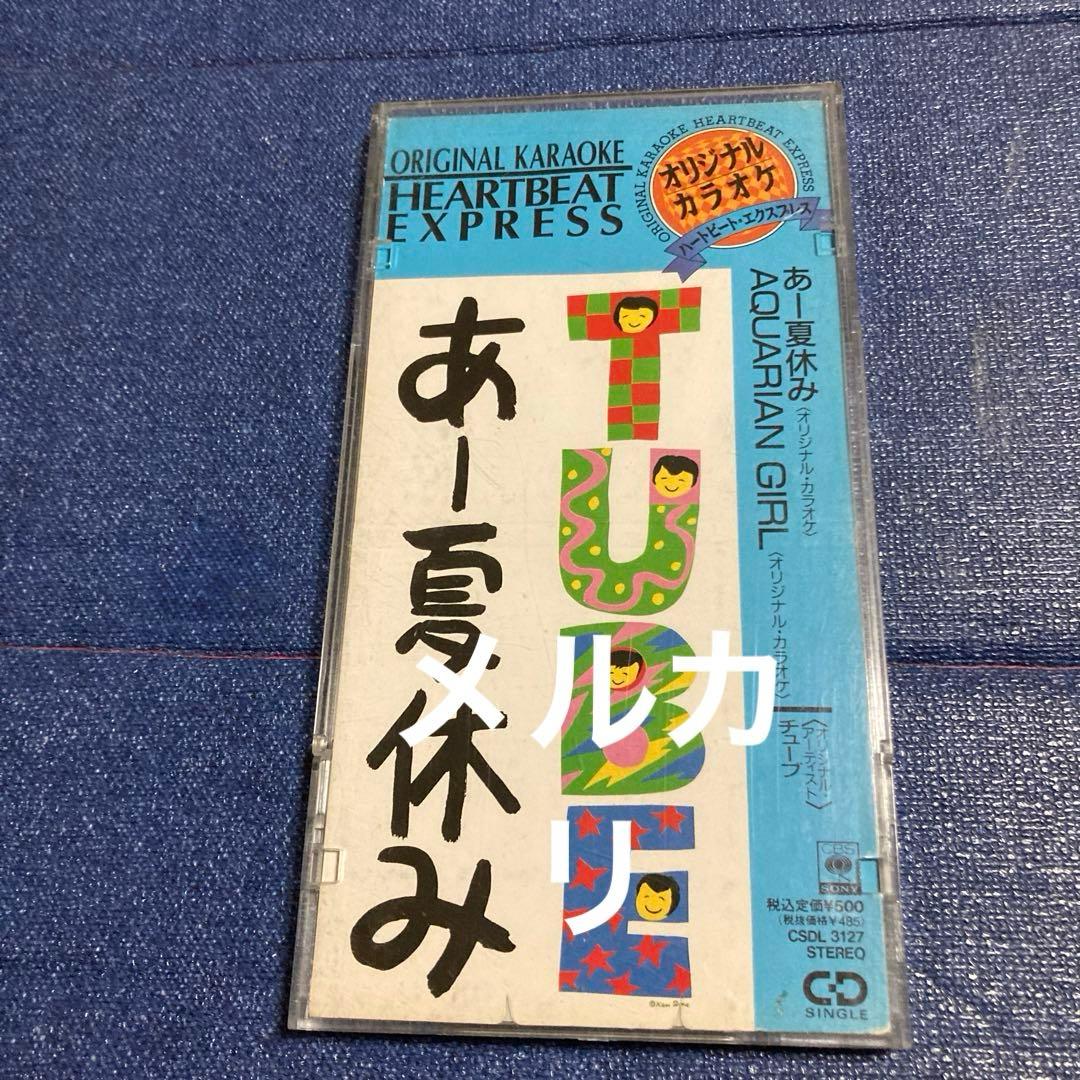 ORIGINAL KARAOKE
HEARTBEAT
EXPRESS
ORIGINAL KARAOKE HEARTBEAT EXPRESS
オリジナル
カラオケ
ハートビート・エクスプレス
あー夏休み〈オリジナル・カラオケ〉
AQUARIAN GIRL〈オリジナル・カラオケ〉
〈オリジナル・アーティスト〉
チューブ
TUBE
あー夏休み
メルカ
リ
CBS
SONY
税込定価¥500
(税抜価格¥485)
CSDL 3127
STEREO
CD
SINGLE